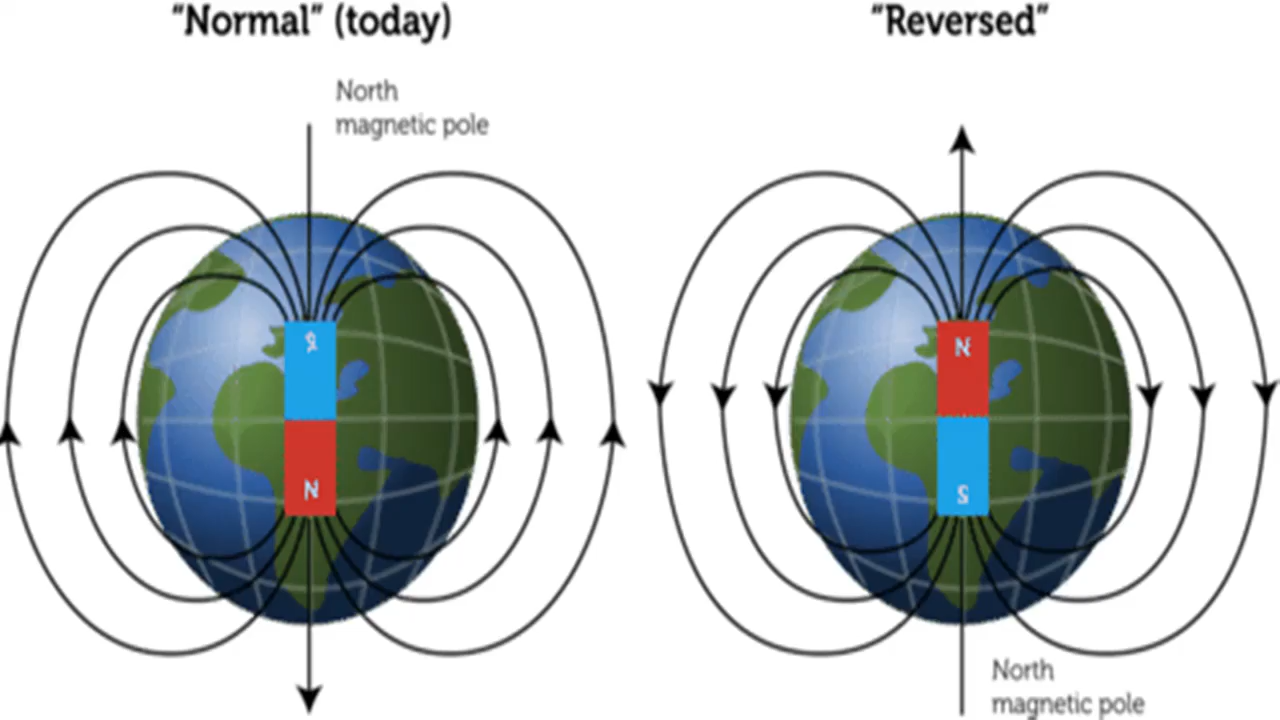 “Normal” (today)
North
magnetic pole
S
N
“Reversed”
N
S
North
magnetic pole